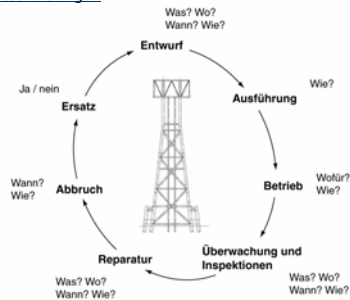 Was? Wo?
Wann? Wie?
Entwurf
Wie?
Ausführung
Wofür?
Wie?
Betrieb
Überwachung und
Inspektionen
Was? Wo?
Wann? Wie?
Reparatur
Was? Wo?
Wann? Wie?
Abbruch
Wann?
Wie?
Ersatz
Ja / nein